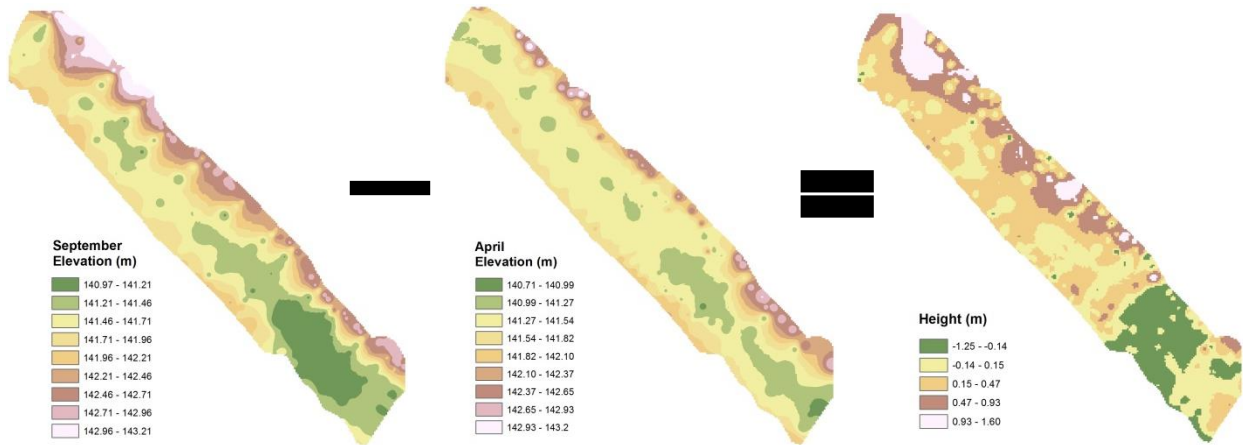 September
Elevation (m)
140.97 - 141.21
141.21 - 141.46
141.46 - 141.71
141.71 - 141.96
141.96 - 142.21
142.21 - 142.46
142.46 - 142.71
142.71 - 142.96
142.96 - 143.21
April
Elevation (m)
140.71 - 140.99
140.99 - 141.27
141.27 - 141.54
141.54 - 141.82
141.82 - 142.10
142.10 - 142.37
142.37 - 142.65
142.65 - 142.93
142.93 - 143.2
Height (m)
-1.25 - -0.14
-0.14 - 0.15
0.15 - 0.47
0.47 - 0.93
0.93 - 1.60